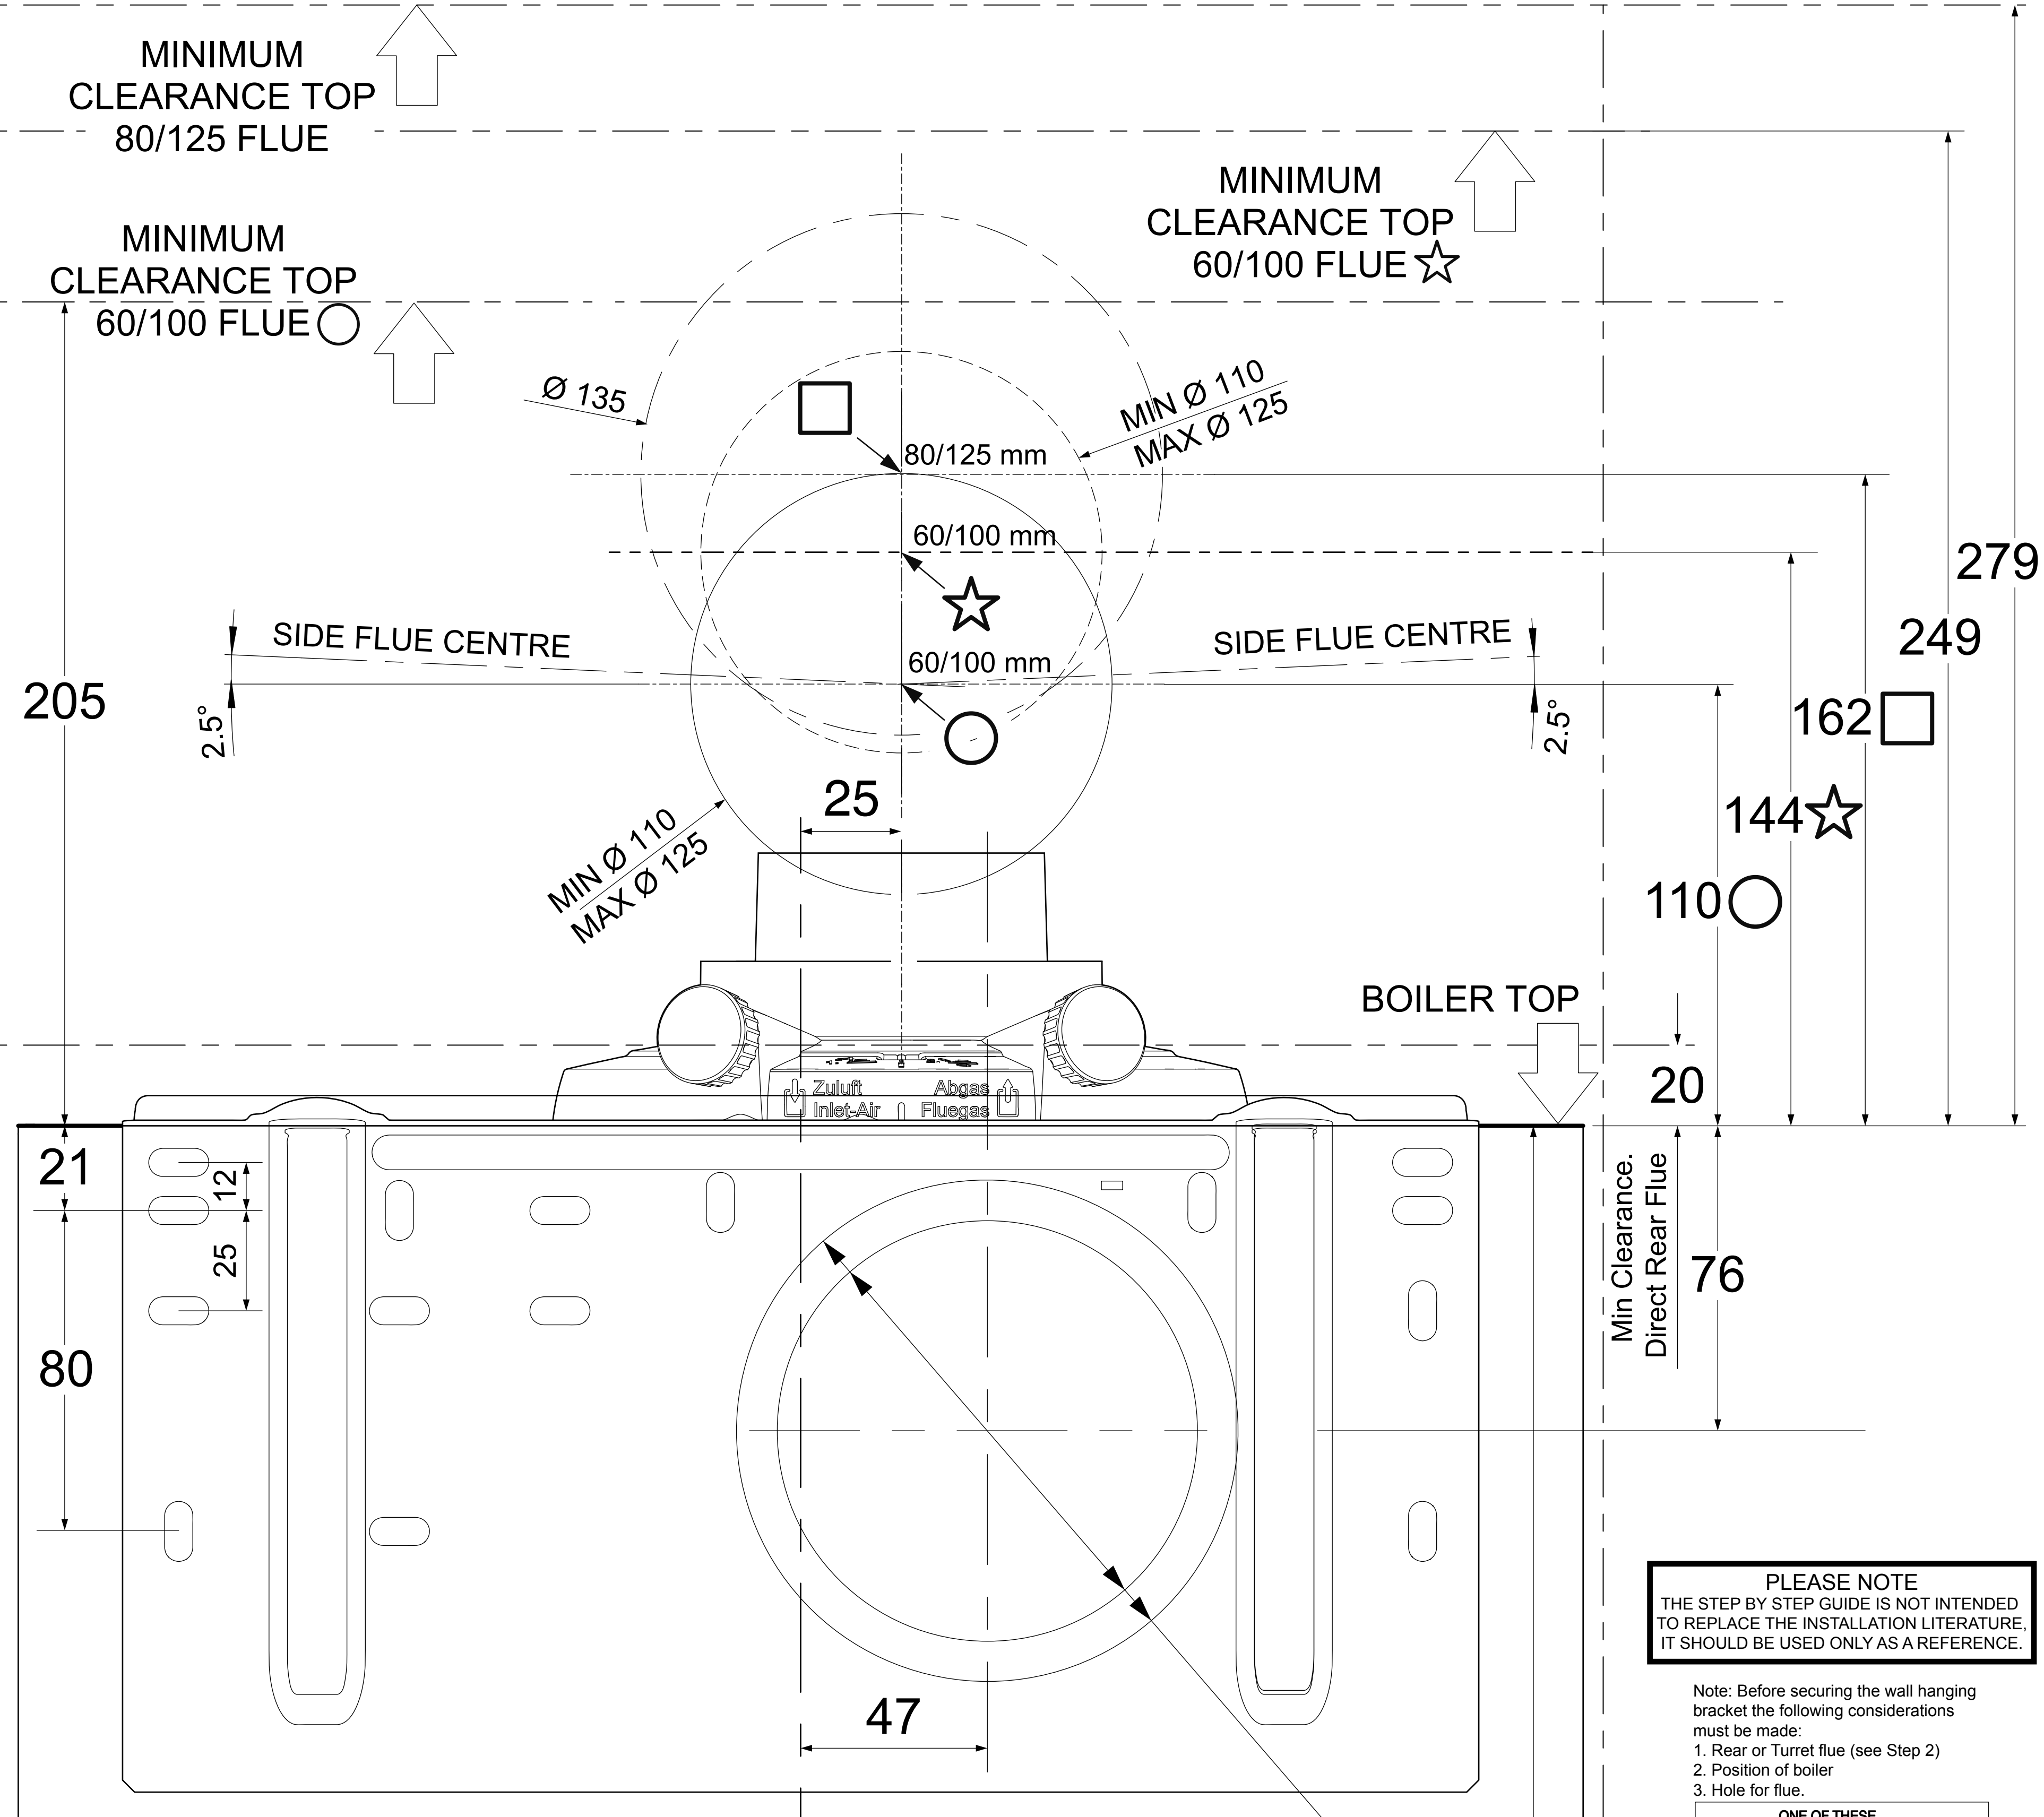 MINIMUM
CLEARANCE TOP
80/125 FLUE
MINIMUM
CLEARANCE TOP
60/100 FLUE
MINIMUM
CLEARANCE TOP
60/100 FLUE
Ø 135
MIN Ø 110
MAX Ø 125
80/125 mm
60/100 mm
279
SIDE FLUE CENTRE
SIDE FLUE CENTRE
249
60/100 mm
205
2.5°
2.5°
162
25
144
MIN Ø 110
MAX Ø 125
110
BOILER TOP
20
Zuluft
Inlet-Air
Abgas
Fluegas
21
12
25
80
Min Clearance.
Direct Rear Flue
76
47
PLEASE NOTE
THE STEP BY STEP GUIDE IS NOT INTENDED
TO REPLACE THE INSTALLATION LITERATURE,
IT SHOULD BE USED ONLY AS A REFERENCE.
Note: Before securing the wall hanging
bracket the following considerations
must be made:
1. Rear or Turret flue (see Step 2)
2. Position of boiler
3. Hole for flue.
ONE OF THESE